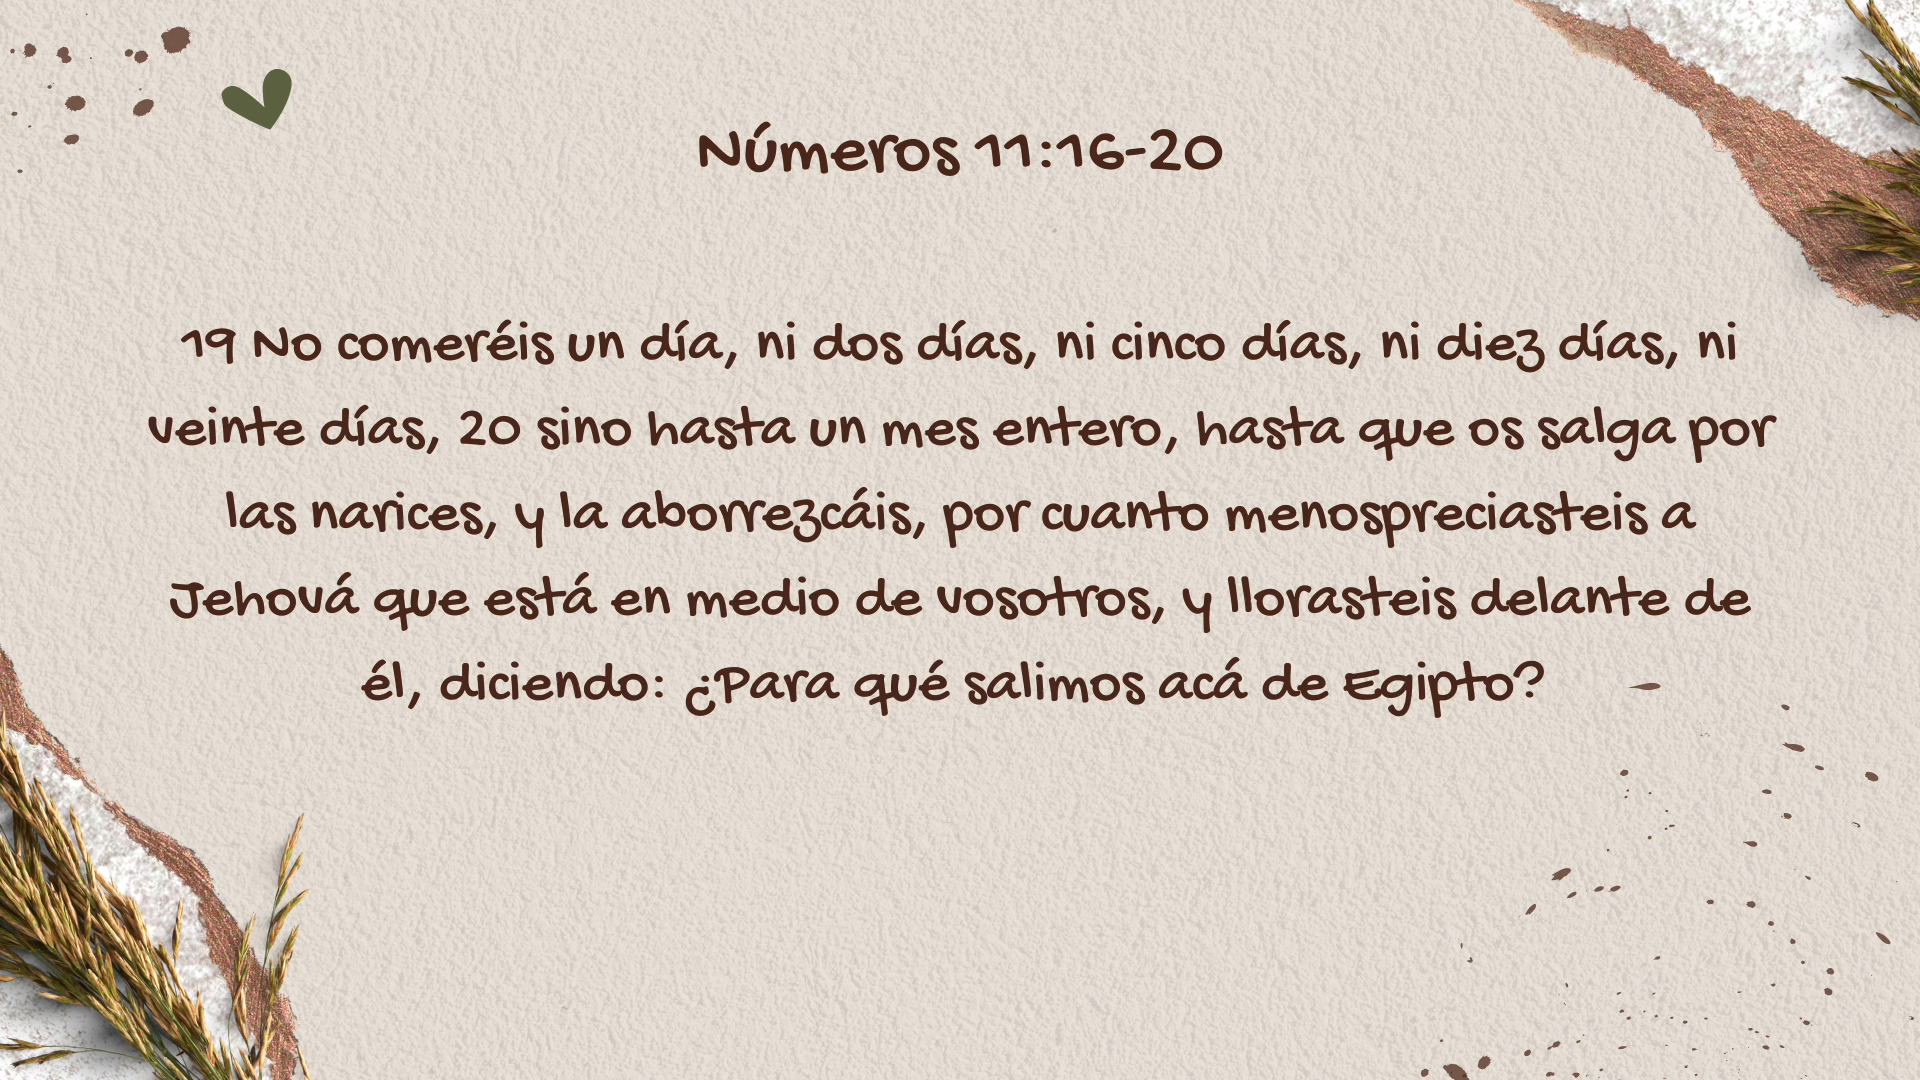 Números 11:16-20
19 No comeréis un día, ni dos días, ni cinco días, ni diez días, ni
veinte días, 20 sino hasta un mes entero, hasta que os salga por
las narices, y la aborrezcáis, por cuanto menospreciasteis a
Jehová que está en medio de vosotros, y llorasteis delante de
él, diciendo: ¿Para qué salimos acá de Egipto?